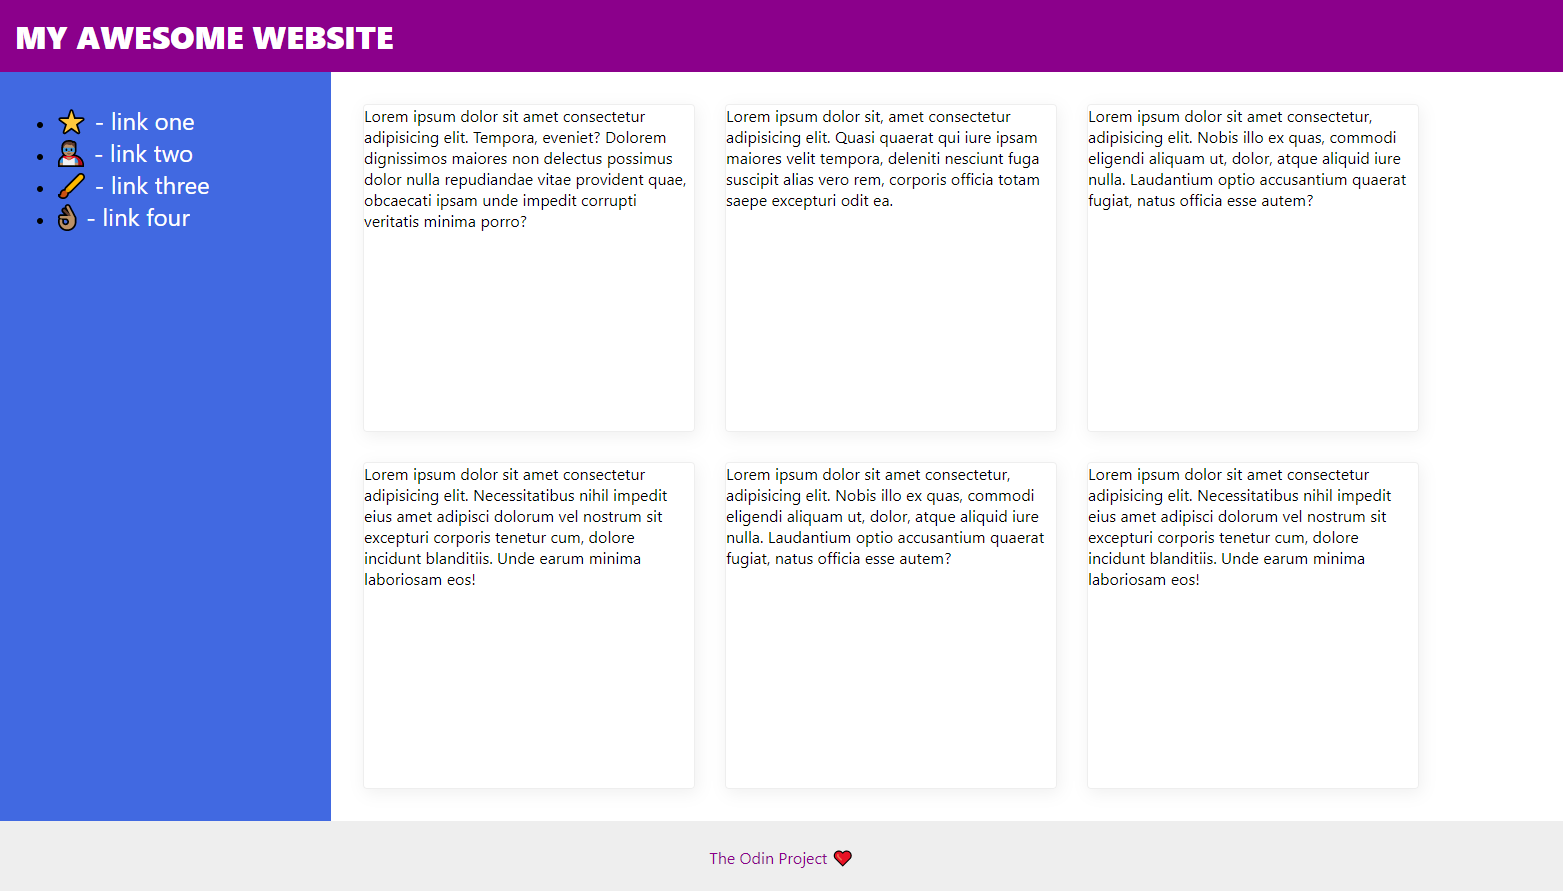 MY AWESOME WEBSITE
⭐ - link one
🦸🏽‍♂️ - link two
🖌️ - link three
👌🏽 - link four
Lorem ipsum dolor sit amet consectetur
adipisicing elit. Tempora, eveniet? Dolorem
dignissimos maiores non delectus possimus
dolor nulla repudiandae vitae provident quae,
obcaecati ipsam unde impedit corrupti
veritatis minima porro?
Lorem ipsum dolor sit, amet consectetur
adipisicing elit. Quasi quaerat qui iure ipsam
maiores velit tempora, deleniti nesciunt fuga
suscipit alias vero rem, corporis officia totam
saepe excepturi odit ea.
Lorem ipsum dolor sit amet consectetur,
adipisicing elit. Nobis illo ex quas, commodi
eligendi aliquam ut, dolor, atque aliquid iure
nulla. Laudantium optio accusantium quaerat
fugiat, natus officia esse autem?
Lorem ipsum dolor sit amet consectetur
adipisicing elit. Necessitatibus nihil impedit
eius amet adipisci dolorum vel nostrum sit
excepturi corporis tenetur cum, dolore
incidunt blanditiis. Unde earum minima
laboriosam eos!
Lorem ipsum dolor sit amet consectetur,
adipisicing elit. Nobis illo ex quas, commodi
eligendi aliquam ut, dolor, atque aliquid iure
nulla. Laudantium optio accusantium quaerat
fugiat, natus officia esse autem?
Lorem ipsum dolor sit amet consectetur
adipisicing elit. Necessitatibus nihil impedit
eius amet adipisci dolorum vel nostrum sit
excepturi corporis tenetur cum, dolore
incidunt blanditiis. Unde earum minima
laboriosam eos!
The Odin Project ❤️